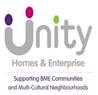 Unity
Homes & Enterprise
Supporting BME Communities
and Multi-Cultural Neighbourhoods